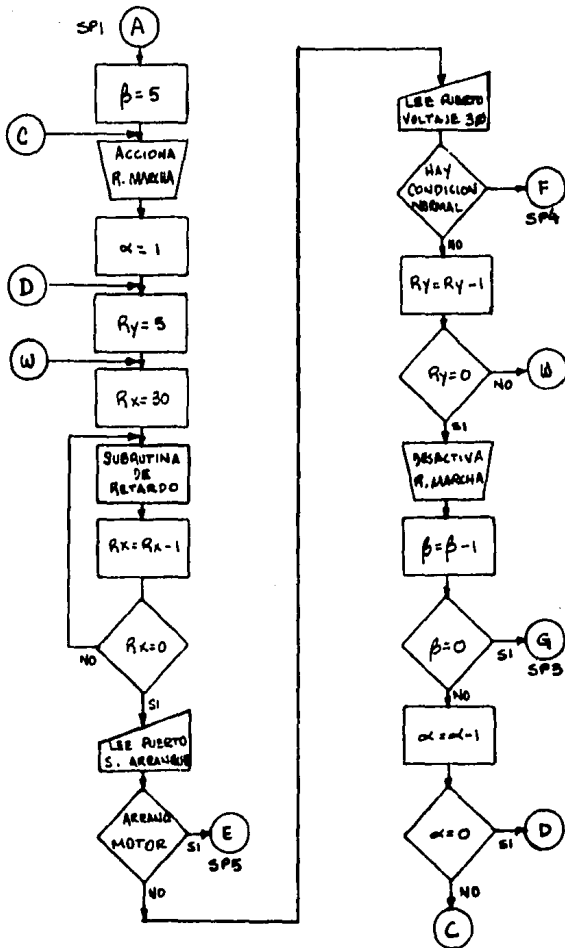 SP1
A
β = 5
C
ACCIONA
R. MARCHA
α = 1
D
Ry = 5
W
Rx = 30
SUBRUTINA
DE
RETARDO
Rx = Rx - 1
Rx = 0
NO
SI
LEE PUERTO
S. ARRANQUE
ARRANQ
MOTOR
SI
E
SP5
NO
LEE PUERTO
VOLTAJE 3Ø
HAY
CONDICION
NORMAL
F
SP4
NO
Ry = Ry - 1
Ry = 0
NO
W
SI
DESACTIVA
R. MARCHA
β = β - 1
β = 0
SI
G
SP3
NO
α = α - 1
α = 0
SI
D
NO
C